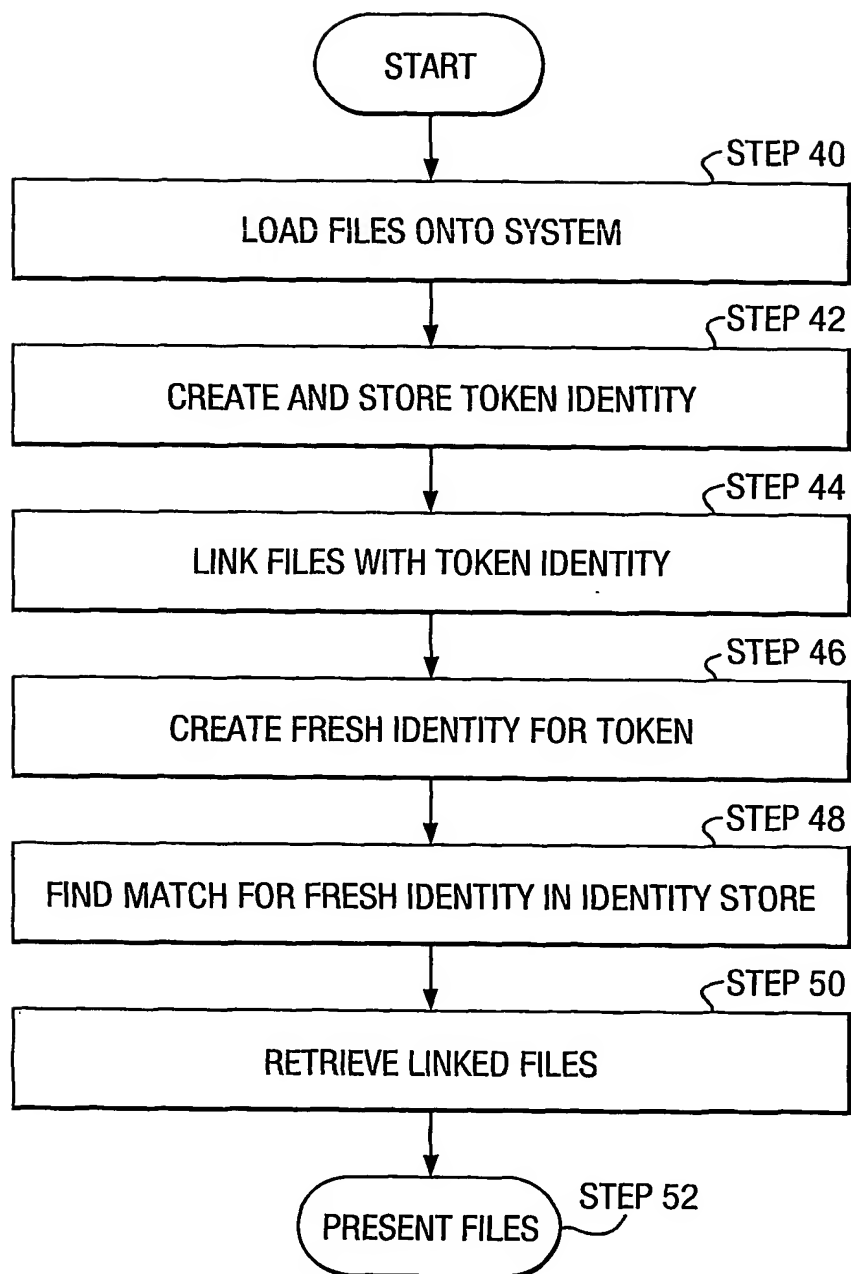 START
STEP 40
LOAD FILES ONTO SYSTEM
STEP 42
CREATE AND STORE TOKEN IDENTITY
STEP 44
LINK FILES WITH TOKEN IDENTITY
STEP 46
CREATE FRESH IDENTITY FOR TOKEN
STEP 48
FIND MATCH FOR FRESH IDENTITY IN IDENTITY STORE
STEP 50
RETRIEVE LINKED FILES
STEP 52
PRESENT FILES